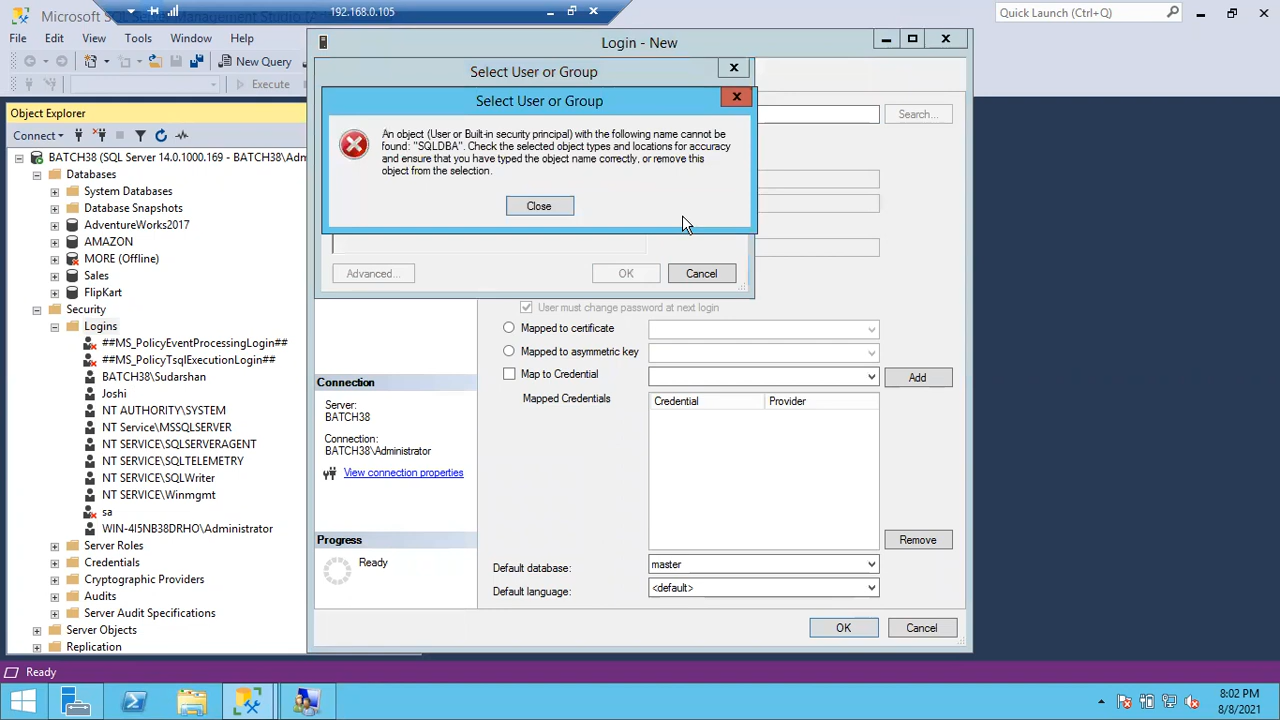 Microsoft SQL Server Management Studio
192.168.0.105
Quick Launch (Ctrl+Q)
File Edit View Tools Window Help
New Query
Execute
Object Explorer
Connect
BATCH38 (SQL Server 14.0.1000.169 - BATCH38\Adm
Databases
System Databases
Database Snapshots
AdventureWorks2017
AMAZON
MORE (Offline)
Sales
FlipKart
Security
Logins
##MS_PolicyEventProcessingLogin##
##MS_PolicyTsqlExecutionLogin##
BATCH38\Sudarshan
Joshi
NT AUTHORITY\SYSTEM
NT Service\MSSQLSERVER
NT SERVICE\SQLSERVERAGENT
NT SERVICE\SQLTELEMETRY
NT SERVICE\SQLWriter
NT SERVICE\Winmgmt
sa
WIN-4I5NB38DRHO\Administrator
Server Roles
Credentials
Cryptographic Providers
Audits
Server Audit Specifications
Server Objects
Replication
Login - New
Select User or Group
Select User or Group
An object (User or Built-in security principal) with the following name cannot be
found: "SQLDBA". Check the selected object types and locations for accuracy
and ensure that you have typed the object name correctly, or remove this
object from the selection.
Close
Advanced...
OK
Cancel
Search...
User must change password at next login
Mapped to certificate
Mapped to asymmetric key
Map to Credential
Add
Mapped Credentials
Credential Provider
Remove
Default database: master
Default language: <default>
Connection
Server:
BATCH38
Connection:
BATCH38\Administrator
View connection properties
Progress
Ready
OK
Cancel
Ready
8:02 PM
8/8/2021